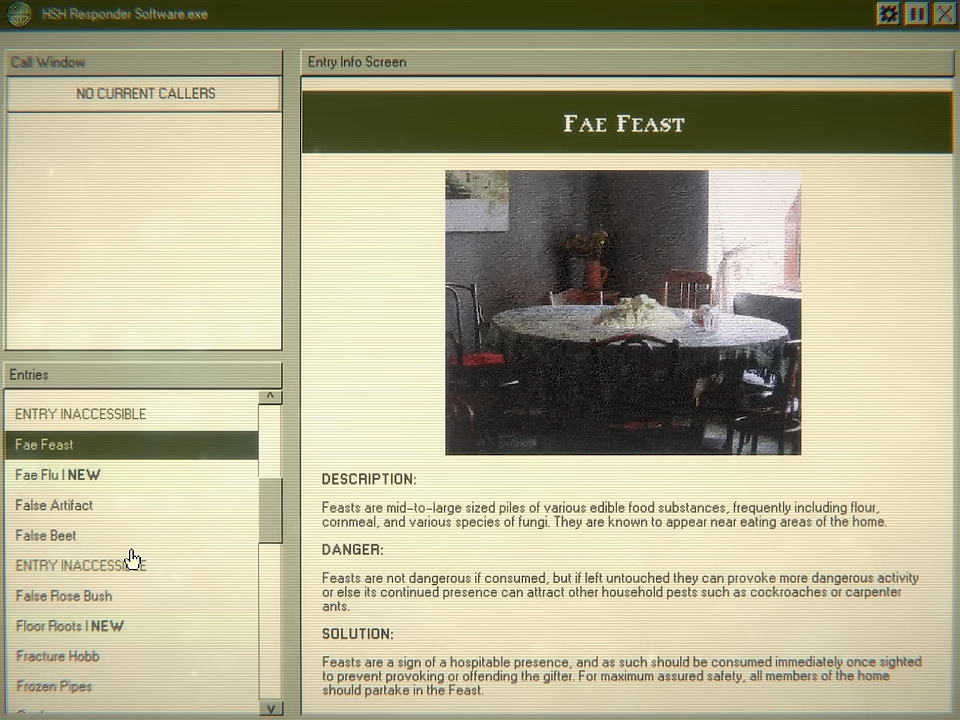 HSH Responder Software.exe
Call Window
NO CURRENT CALLERS
Entries
ENTRY INACCESSIBLE
Fae Feast
Fae Flu | NEW
False Artifact
False Beet
ENTRY INACCESSIBLE
False Rose Bush
Floor Roots | NEW
Fracture Hobb
Frozen Pipes
Entry Info Screen
FAE FEAST
DESCRIPTION:
Feasts are mid-to-large sized piles of various edible food substances, frequently including flour,
cornmeal, and various species of fungi. They are known to appear near eating areas of the home.
DANGER:
Feasts are not dangerous if consumed, but if left untouched they can provoke more dangerous activity
or else its continued presence can attract other household pests such as cockroaches or carpenter
ants.
SOLUTION:
Feasts are a sign of a hospitable presence, and as such should be consumed immediately once sighted
to prevent provoking or offending the gifter. For maximum assured safety, all members of the home
should partake in the Feast.